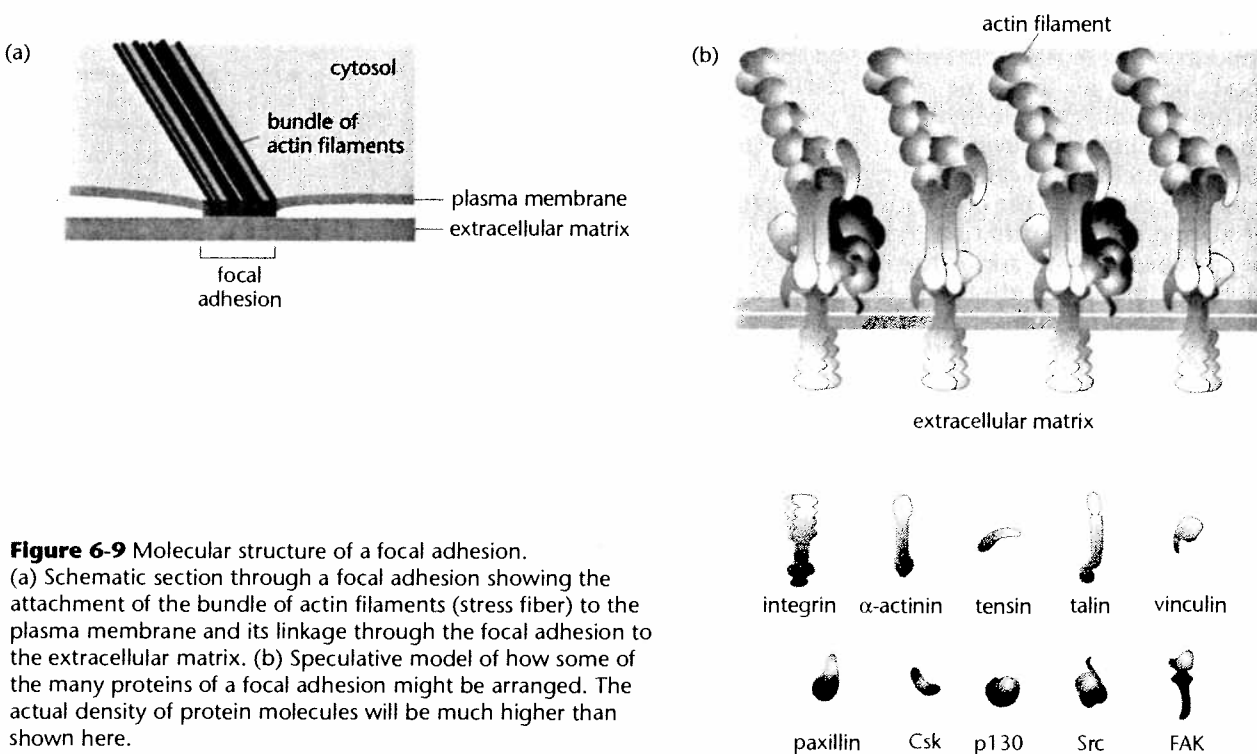 (a)
cytosol
bundle of
actin filaments
plasma membrane
extracellular matrix
focal
adhesion
(b)
actin filament
extracellular matrix
integrin α-actinin tensin talin vinculin
paxillin Csk p130 Src FAK
Figure 6-9 Molecular structure of a focal adhesion.
(a) Schematic section through a focal adhesion showing the
attachment of the bundle of actin filaments (stress fiber) to the
plasma membrane and its linkage through the focal adhesion to
the extracellular matrix. (b) Speculative model of how some of
the many proteins of a focal adhesion might be arranged. The
actual density of protein molecules will be much higher than
shown here.